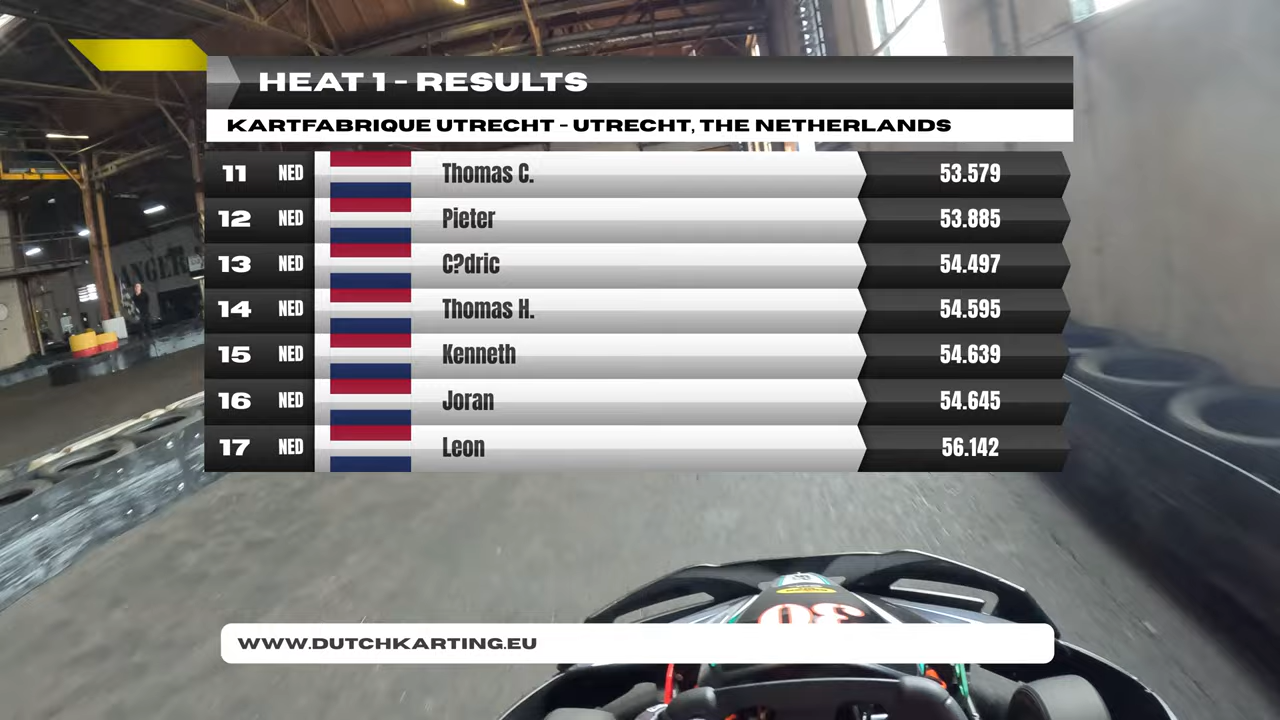 HEAT 1 - RESULTS
KARTFABRIQUE UTRECHT - UTRECHT, THE NETHERLANDS
11 NED Thomas C. 53.579
12 NED Pieter 53.885
13 NED C?dric 54.497
14 NED Thomas H. 54.595
15 NED Kenneth 54.639
16 NED Joran 54.645
17 NED Leon 56.142
WWW.DUTCHKARTING.EU